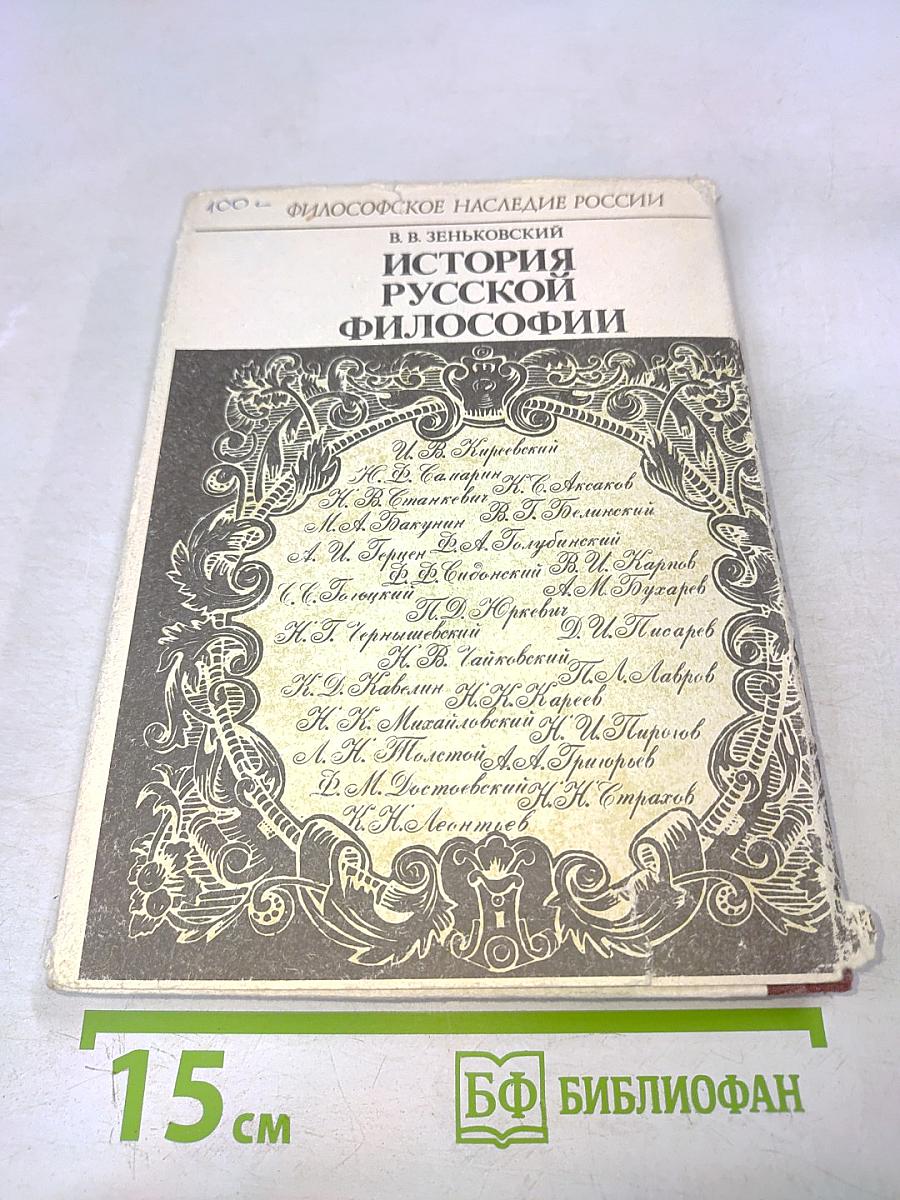 100
ФИЛОСОФСКОЕ НАСЛЕДИЕ РОССИИ
В. В. ЗЕНЬКОВСКИЙ
ИСТОРИЯ
РУССКОЙ
ФИЛОСОФИИ
И. В. Киреевский
Ю. Ф. Самарин
К. С. Аксаков
Н. В. Станкевич
В. Г. Белинский
М. А. Бакунин
Ф. А. Голубинский
А. И. Герцен
В. И. Карпов
Ф. Ф. Сидонский
А. М. Бухарев
С. С. Гогоцкий
П. Д. Юркевич
Н. Г. Чернышевский
Д. И. Писарев
Н. В. Чайковский
П. Л. Лавров
К. Д. Кавелин
Н. К. Кареев
Н. К. Михайловский
Н. И. Пирогов
Л. Н. Толстой
А. А. Григорьев
Ф. М. Достоевский
Н. Н. Страхов
К. Н. Леонтьев
15 см
БФ БИБЛИОФАН